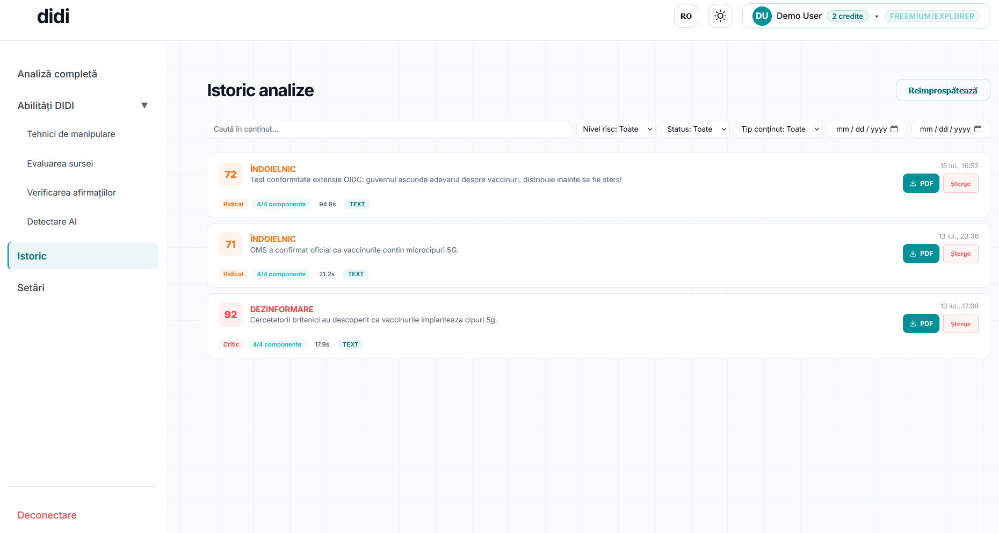 didi
RO
DU Demo User 2 credite FREEMIUM/EXPLORER
Analiză completă
Abilități DIDI
Tehnici de manipulare
Evaluarea sursei
Verificarea afirmațiilor
Detectare AI
Istoric
Setări
Deconectare
Istoric analize
Reîmprospătează
Caută în conținut...
Nivel risc: Toate
Status: Toate
Tip conținut: Toate
mm / dd / yyyy
mm / dd / yyyy
72
ÎNDOIELNIC
Test conformitate extensie OIDC: guvernul ascunde adevarul despre vaccinuri, distribuie inainte sa fie sters!
15 iul., 16:52
PDF
Șterge
Ridicat 4/4 componente 94.8s TEXT
71
ÎNDOIELNIC
OMS a confirmat oficial ca vaccinurile contin microcipuri 5G.
13 iul., 23:36
PDF
Șterge
Ridicat 4/4 componente 21.2s TEXT
92
DEZINFORMARE
Cercetatorii britanici au descoperit ca vaccinurile implanteaza cipuri 5g.
13 iul., 17:08
PDF
Șterge
Critic 4/4 componente 17.9s TEXT